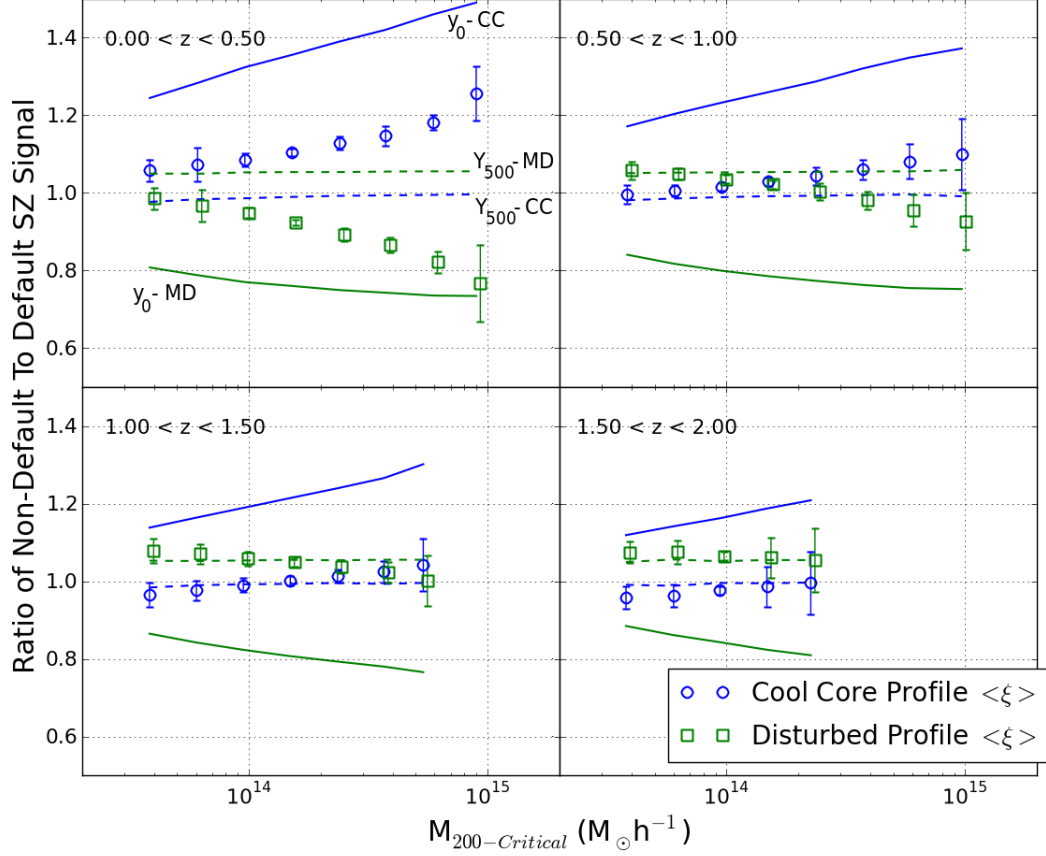 Ratio of Non-Default To Default SZ Signal
0.00 < z < 0.50
y0- CC
Y500- MD
Y500- CC
y0- MD
1.4
1.2
1.0
0.8
0.6
0.50 < z < 1.00
1.00 < z < 1.50
1.4
1.2
1.0
0.8
0.6
1.50 < z < 2.00
Cool Core Profile <ξ>
Disturbed Profile <ξ>
10^14 10^15 10^14 10^15
M200−Critical (M⊙h^−1)